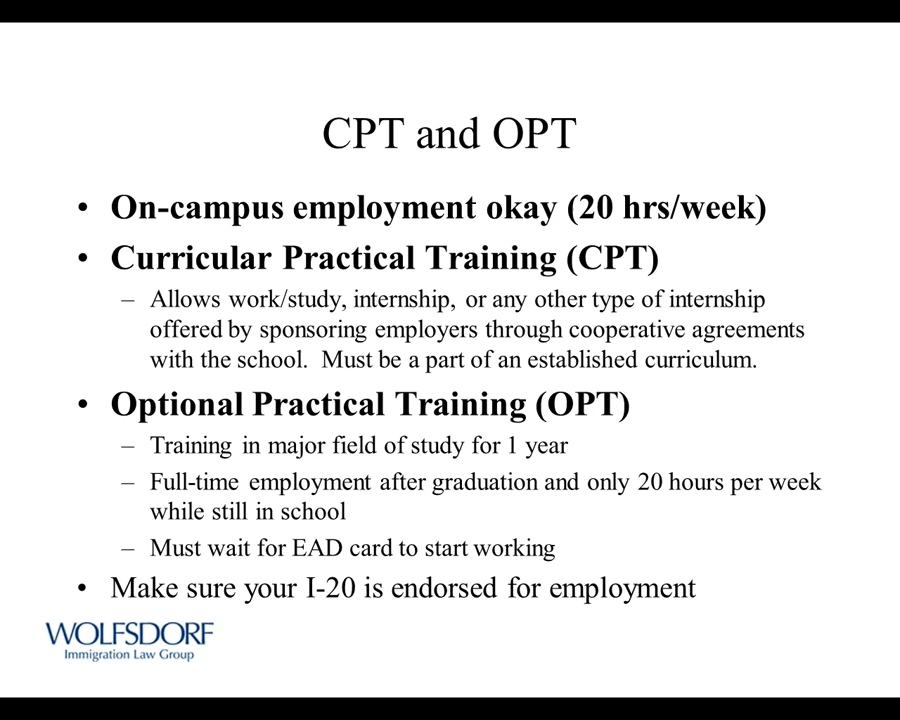 CPT and OPT
• On-campus employment okay (20 hrs/week)
• Curricular Practical Training (CPT)
– Allows work/study, internship, or any other type of internship
offered by sponsoring employers through cooperative agreements
with the school. Must be a part of an established curriculum.
• Optional Practical Training (OPT)
– Training in major field of study for 1 year
– Full-time employment after graduation and only 20 hours per week
while still in school
– Must wait for EAD card to start working
• Make sure your I-20 is endorsed for employment
WOLFSDORF
Immigration Law Group